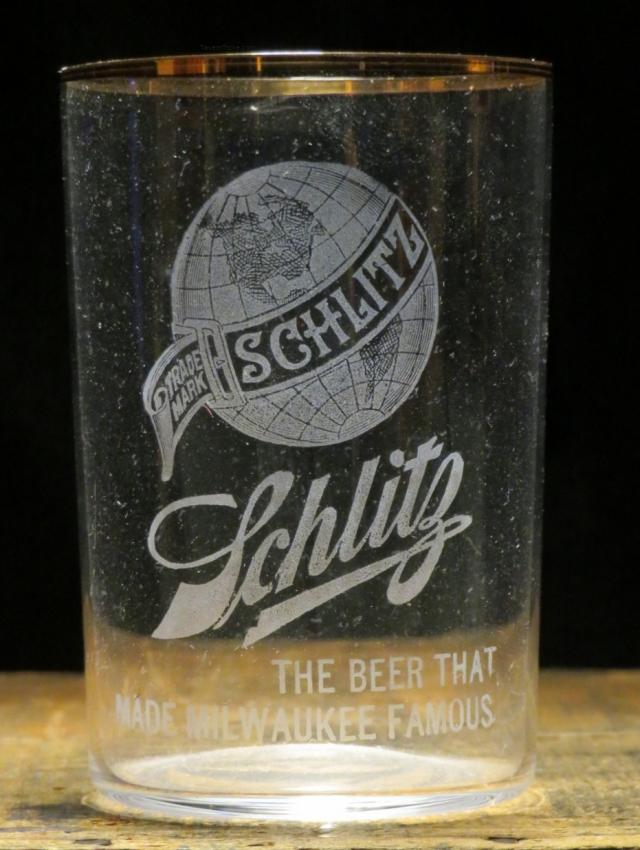 SCHLITZ
TRADE
MARK
Schlitz
THE BEER THAT
MADE MILWAUKEE FAMOUS